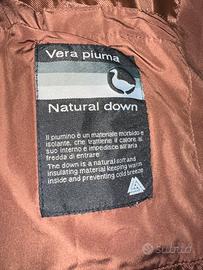 Vera piuma
Natural down
Il piumino è un materiale morbido e
isolante, che trattiene il calore al
suo interno e impedisce all'aria
fredda di entrare
The down is a natural soft and
insulating material keeping warm
inside and preventing cold breeze
subito